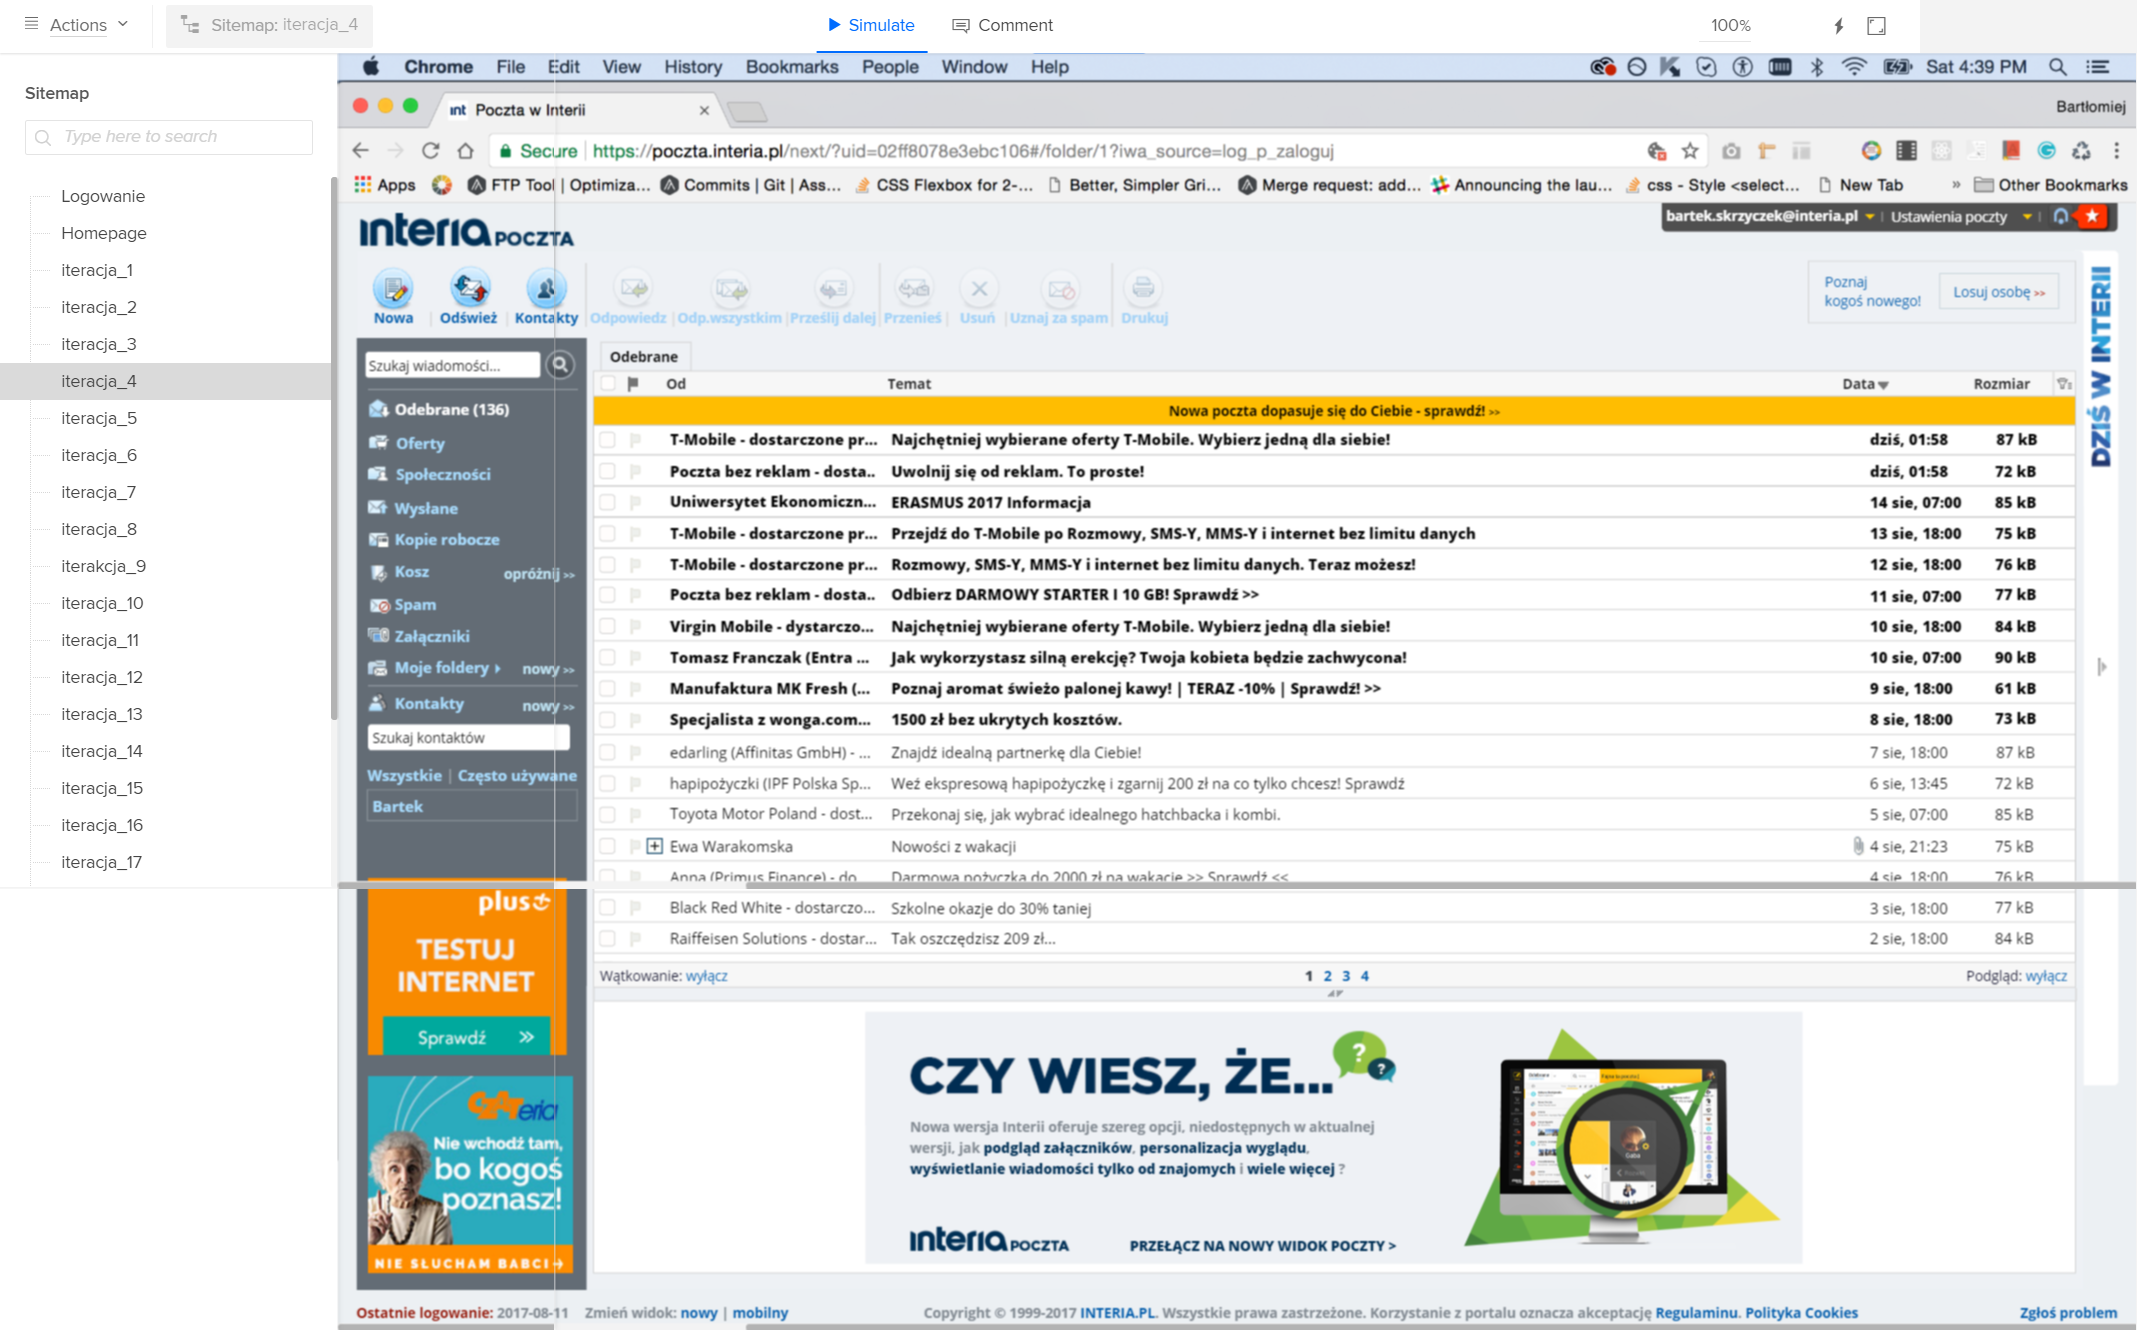 Actions
Sitemap: iteracja_4
Simulate
Comment
100%
Sitemap
Type here to search
Logowanie
Homepage
iteracja_1
iteracja_2
iteracja_3
iteracja_4
iteracja_5
iteracja_6
iteracja_7
iteracja_8
iterakcja_9
iteracja_10
iteracja_11
iteracja_12
iteracja_13
iteracja_14
iteracja_15
iteracja_16
iteracja_17
Chrome File Edit View History Bookmarks People Window Help
Sat 4:39 PM
int Poczta w Interii
Bartłomiej
Secure https://poczta.interia.pl/next/?uid=02ff8078e3ebc106#/folder/1?iwa_source=log_p_zaloguj
Apps FTP Tool | Optimiza... Commits | Git | Ass... CSS Flexbox for 2-... Better, Simpler Gri... Merge request: add... Announcing the lau... css - Style <select... New Tab » Other Bookmarks
interia POCZTA
bartek.skrzyczek@interia.pl | Ustawienia poczty |
Nowa | Odśwież | Kontakty Odpowiedz | Odp.wszystkim | Prześlij dalej Przenieś | Usuń | Uznaj za spam Drukuj
Poznaj
kogoś nowego!
Losuj osobę >>
DZIŚ W INTERII
Szukaj wiadomości...
Odebrane (136)
Oferty
Społeczności
Wysłane
Kopie robocze
Kosz opróżnij >>
Spam
Załączniki
Moje foldery nowy >>
Kontakty nowy >>
Szukaj kontaktów
Wszystkie | Często używane
Bartek
plus
TESTUJ
INTERNET
Sprawdź »
czateria
Nie wchodź tam,
bo kogoś
poznasz!
NIE SŁUCHAM BABCI
Odebrane
Od Temat Data Rozmiar
Nowa poczta dopasuje się do Ciebie - sprawdź! >>
T-Mobile - dostarczone pr... Najchętniej wybierane oferty T-Mobile. Wybierz jedną dla siebie! dziś, 01:58 87 kB
Poczta bez reklam - dosta.. Uwolnij się od reklam. To proste! dziś, 01:58 72 kB
Uniwersytet Ekonomiczn... ERASMUS 2017 Informacja 14 sie, 07:00 85 kB
T-Mobile - dostarczone pr... Przejdź do T-Mobile po Rozmowy, SMS-Y, MMS-Y i internet bez limitu danych 13 sie, 18:00 75 kB
T-Mobile - dostarczone pr... Rozmowy, SMS-Y, MMS-Y i internet bez limitu danych. Teraz możesz! 12 sie, 18:00 76 kB
Poczta bez reklam - dosta.. Odbierz DARMOWY STARTER I 10 GB! Sprawdź >> 11 sie, 07:00 77 kB
Virgin Mobile - dystarczo... Najchętniej wybierane oferty T-Mobile. Wybierz jedną dla siebie! 10 sie, 18:00 84 kB
Tomasz Franczak (Entra ... Jak wykorzystasz silną erekcję? Twoja kobieta będzie zachwycona! 10 sie, 07:00 90 kB
Manufaktura MK Fresh (... Poznaj aromat świeżo palonej kawy! | TERAZ -10% | Sprawdź! >> 9 sie, 18:00 61 kB
Specjalista z wonga.com... 1500 zł bez ukrytych kosztów. 8 sie, 18:00 73 kB
edarling (Affinitas GmbH) - ... Znajdź idealną partnerkę dla Ciebie! 7 sie, 18:00 87 kB
hapipożyczki (IPF Polska Sp... Weź ekspresową hapipożyczkę i zgarnij 200 zł na co tylko chcesz! Sprawdź 6 sie, 13:45 72 kB
Toyota Motor Poland - dost... Przekonaj się, jak wybrać idealnego hatchbacka i kombi. 5 sie, 07:00 85 kB
Ewa Warakomska Nowości z wakacji 4 sie, 21:23 75 kB
Anna (Primus Finance) - do Darmowa pożyczka do 2000 zł na wakacje >> Sprawdź << 4 sie, 18:00 76 kB
Black Red White - dostarczo... Szkolne okazje do 30% taniej 3 sie, 18:00 77 kB
Raiffeisen Solutions - dostar... Tak oszczędzisz 209 zł... 2 sie, 18:00 84 kB
Wątkowanie: wyłącz 1 2 3 4 Podgląd: wyłącz
CZY WIESZ, ŻE...
? ?
Nowa wersja Interii oferuje szereg opcji, niedostępnych w aktualnej
wersji, jak podgląd załączników, personalizacja wyglądu,
wyświetlanie wiadomości tylko od znajomych i wiele więcej ?
interia POCZTA
PRZEŁĄCZ NA NOWY WIDOK POCZTY >
Ostatnie logowanie: 2017-08-11 Zmień widok: nowy | mobilny
Copyright © 1999-2017 INTERIA.PL. Wszystkie prawa zastrzeżone. Korzystanie z portalu oznacza akceptację Regulaminu. Polityka Cookies
Zgłoś problem